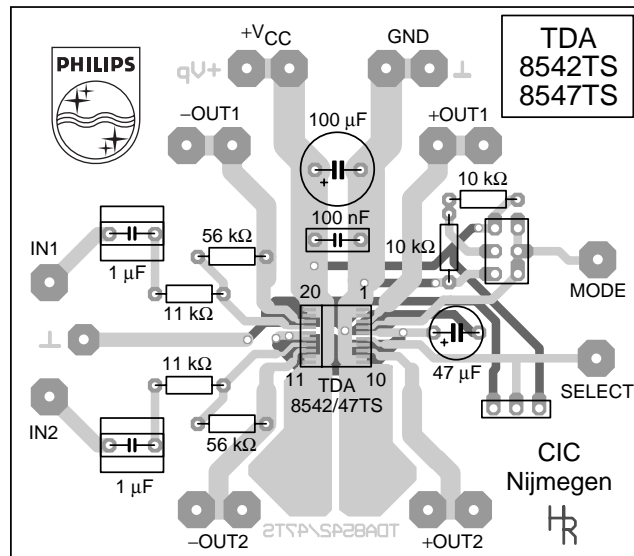 +VCC
GND
TDA
8542TS
8547TS
PHILIPS
+Vp
⊥
−OUT1
100 µF
+OUT1
+
100 nF
10 kΩ
10 kΩ
IN1
1 µF
56 kΩ
11 kΩ
20
1
MODE
⊥
+
47 µF
11 kΩ
11
10
TDA
8542/47TS
SELECT
IN2
56 kΩ
1 µF
CIC
Nijmegen
HR
TDA8542/47TS
−OUT2
+OUT2